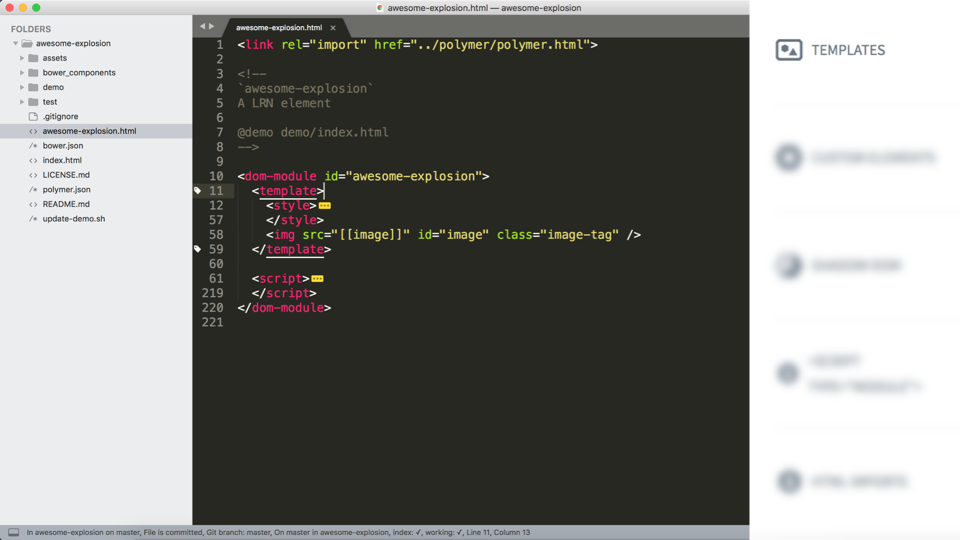 awesome-explosion.html — awesome-explosion
FOLDERS
awesome-explosion
assets
bower_components
demo
test
.gitignore
<> awesome-explosion.html
/* bower.json
<> index.html
<> LICENSE.md
/* polymer.json
<> README.md
/* update-demo.sh
awesome-explosion.html ×
1 <link rel="import" href="../polymer/polymer.html">
2
3 <!--
4 `awesome-explosion`
5 A LRN element
6
7 @demo demo/index.html
8 -->
9
10 <dom-module id="awesome-explosion">
11 <template>
12 <style>
57 </style>
58 <img src="[[image]]" id="image" class="image-tag" />
59 </template>
60
61 <script>
219 </script>
220 </dom-module>
221
In awesome-explosion on master, File is committed, Git branch: master, On master in awesome-explosion, index: ✓, working: ✓, Line 11, Column 13
TEMPLATES
CUSTOM ELEMENTS
SHADOW DOM
<SCRIPT
TYPE="MODULE">
HTML IMPORTS